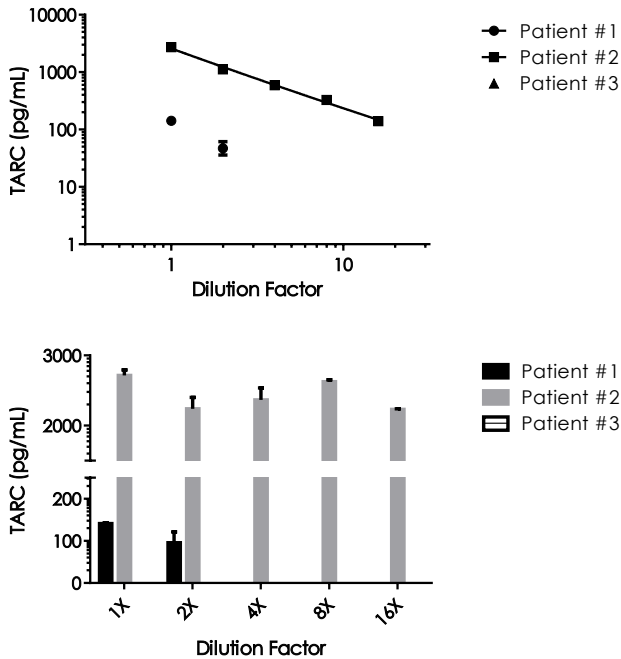 10000
1000
100
10
1
TARC (pg/mL)
1
10
Dilution Factor
Patient #1
Patient #2
Patient #3
3000
2000
200
100
0
TARC (pg/mL)
1X
2X
4X
8X
16X
Dilution Factor
Patient #1
Patient #2
Patient #3